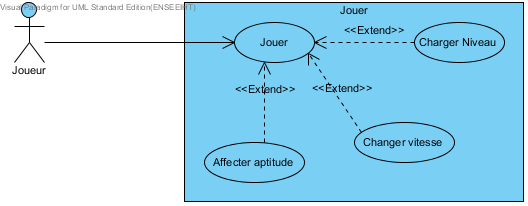 Visual Paradigm for UML Standard Edition(ENSEEIHT)
Jouer
<<Extend>>
Jouer
Charger Niveau
Joueur
<<Extend>>
<<Extend>>
Changer vitesse
Affecter aptitude